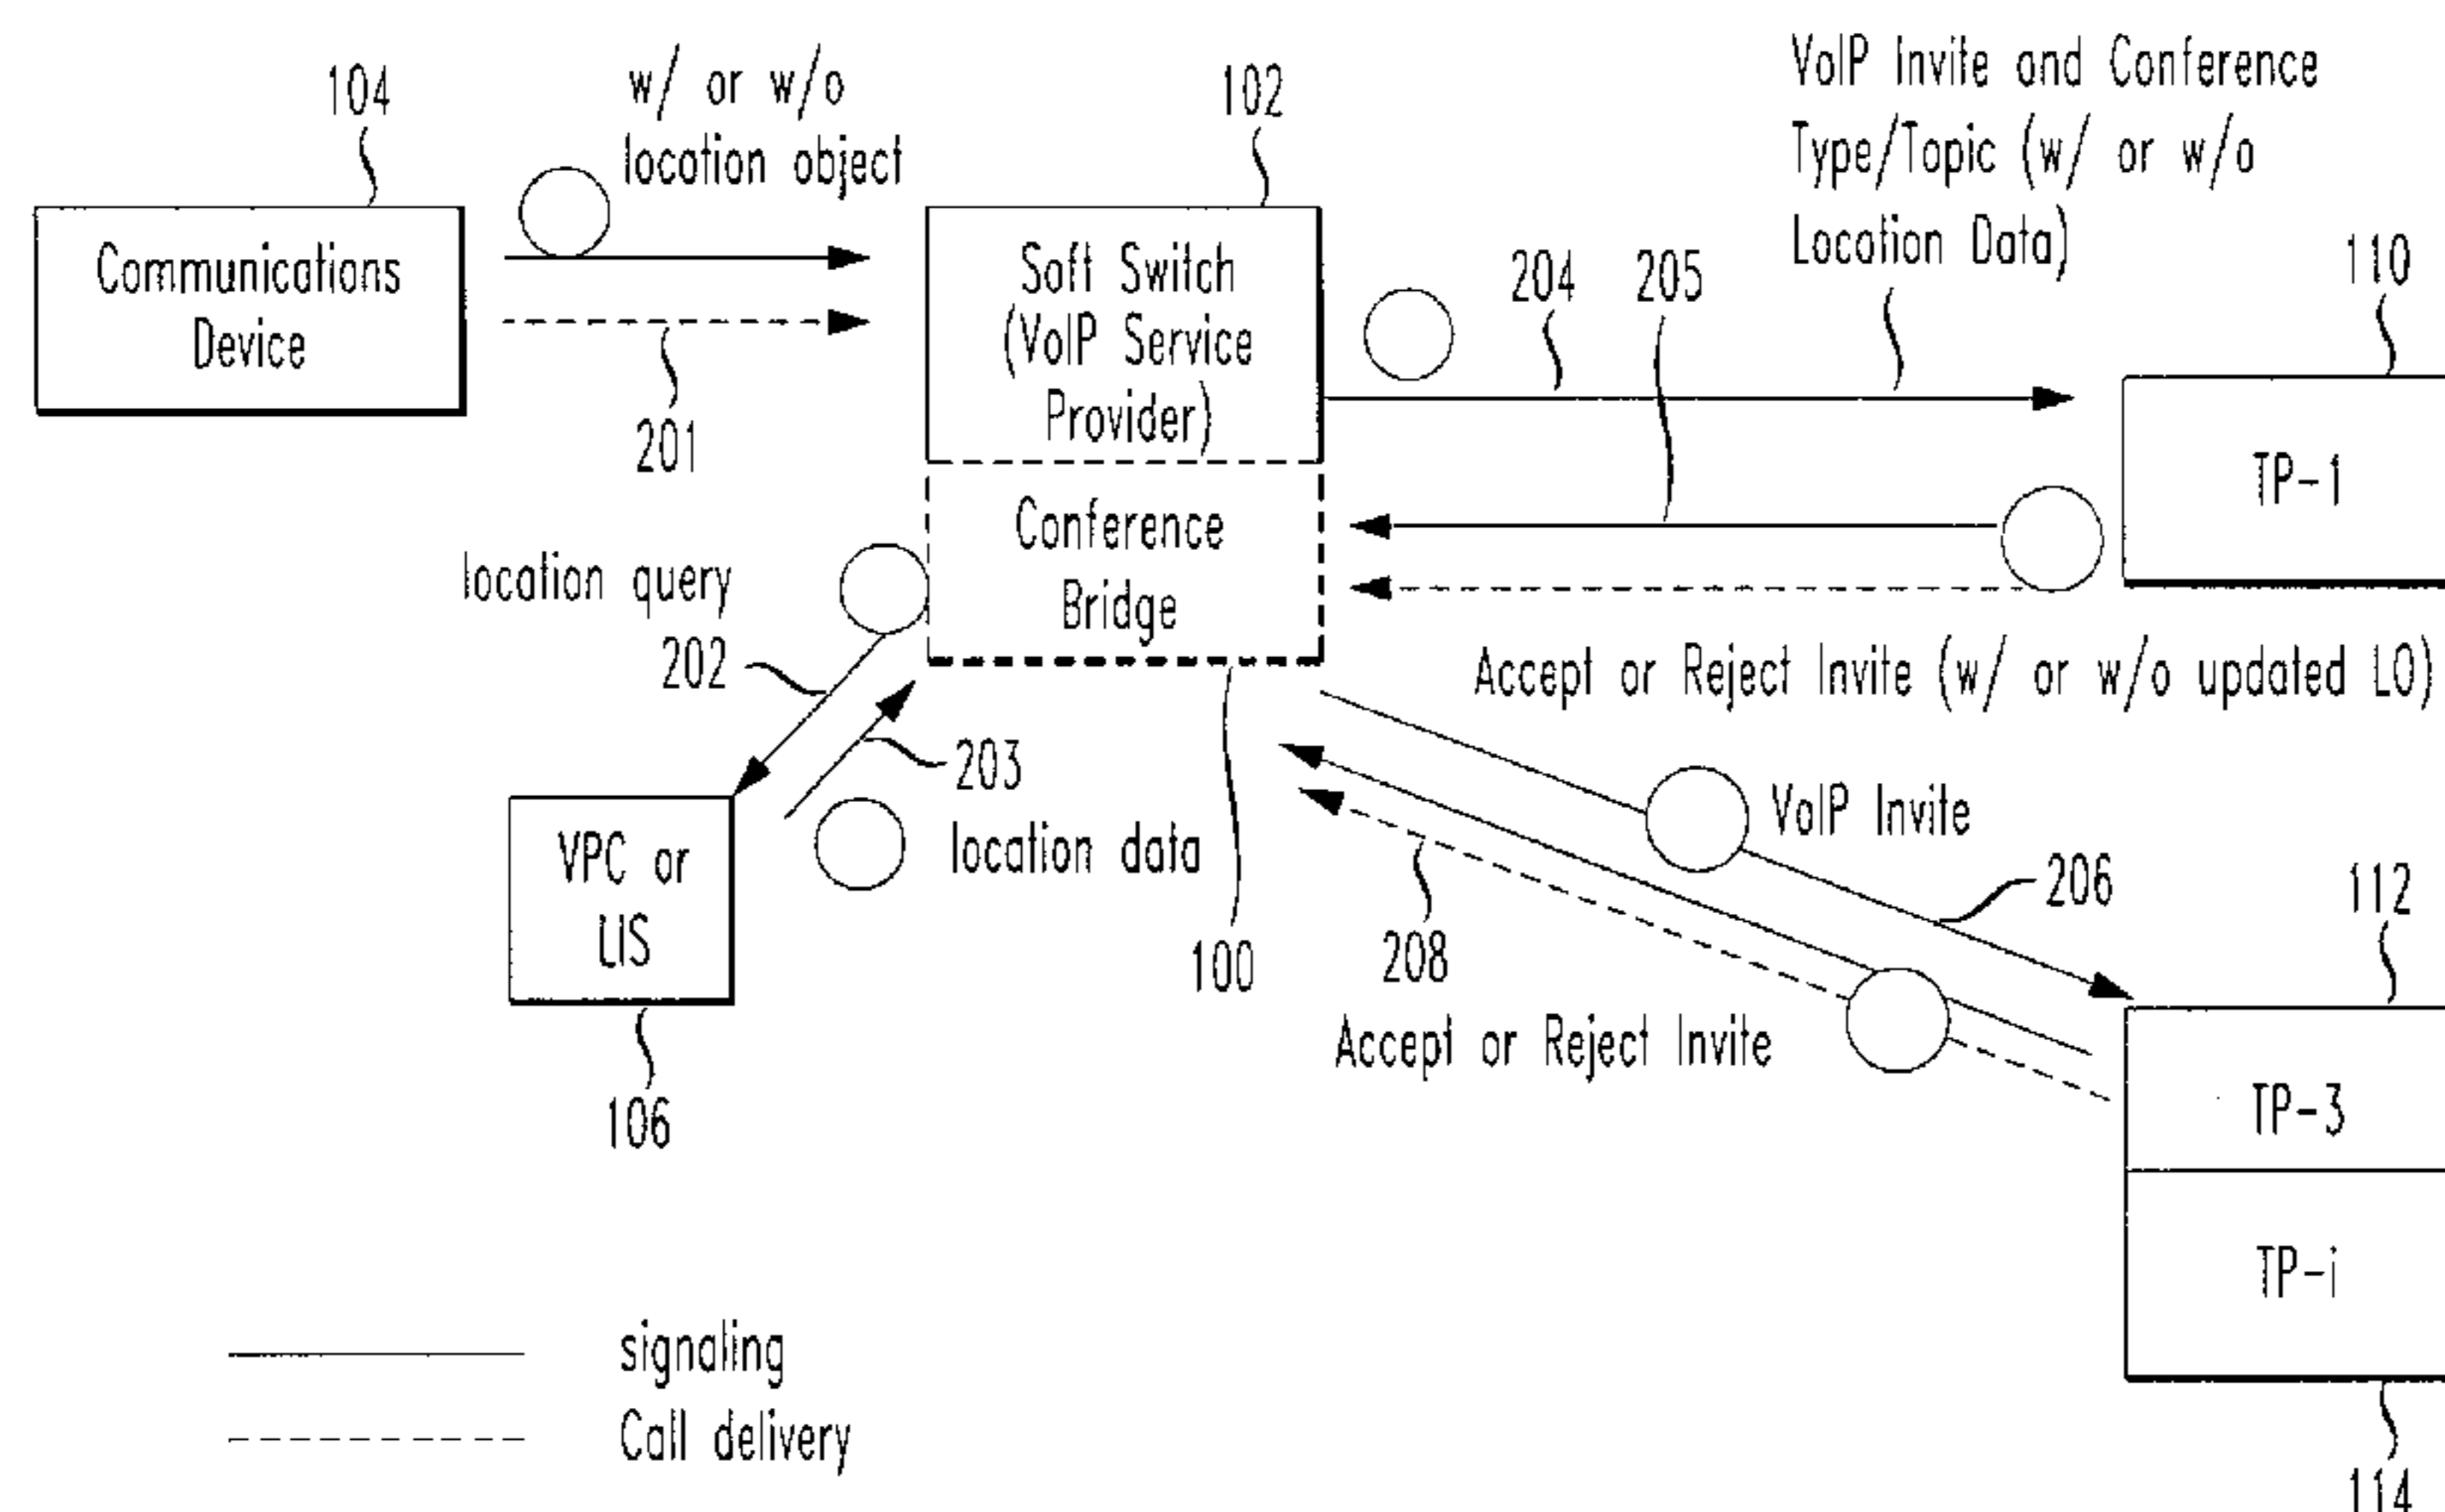 104
w/ or w/o
location object
102
VoIP Invite and Conference
Type/Topic (w/ or w/o
Location Data)
110
Communications
Device
201
Soft Switch
(VoIP Service
Provider)
204
205
TP-1
Conference
Bridge
location query
202
Accept or Reject Invite (w/ or w/o updated LO)
203
location data
VPC or
LIS
106
100
VoIP Invite
206
208
Accept or Reject Invite
112
TP-3
TP-i
114
signaling
Call delivery